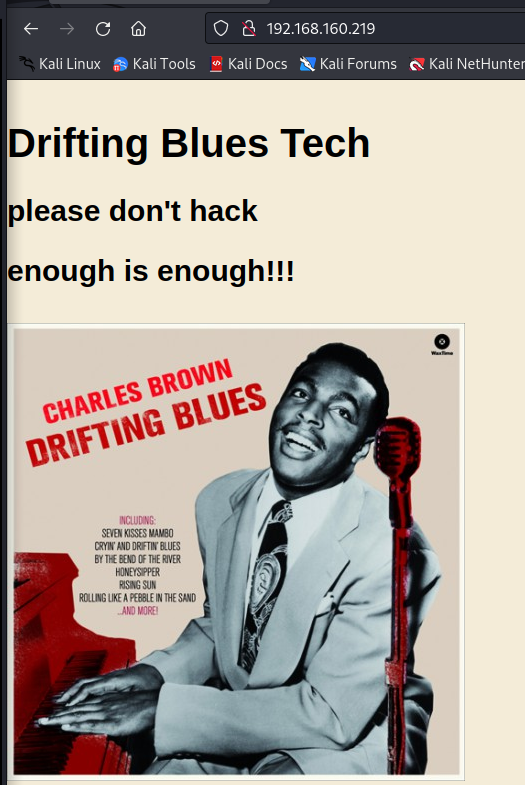 192.168.160.219
Kali Linux Kali Tools Kali Docs Kali Forums Kali NetHunter
Drifting Blues Tech
please don't hack
enough is enough!!!
WaxTime
CHARLES BROWN
DRIFTING BLUES
INCLUDING:
SEVEN KISSES MAMBO
CRYIN' AND DRIFTIN' BLUES
BY THE BEND OF THE RIVER
HONEYSIPPER
RISING SUN
ROLLING LIKE A PEBBLE IN THE SAND
...AND MORE!